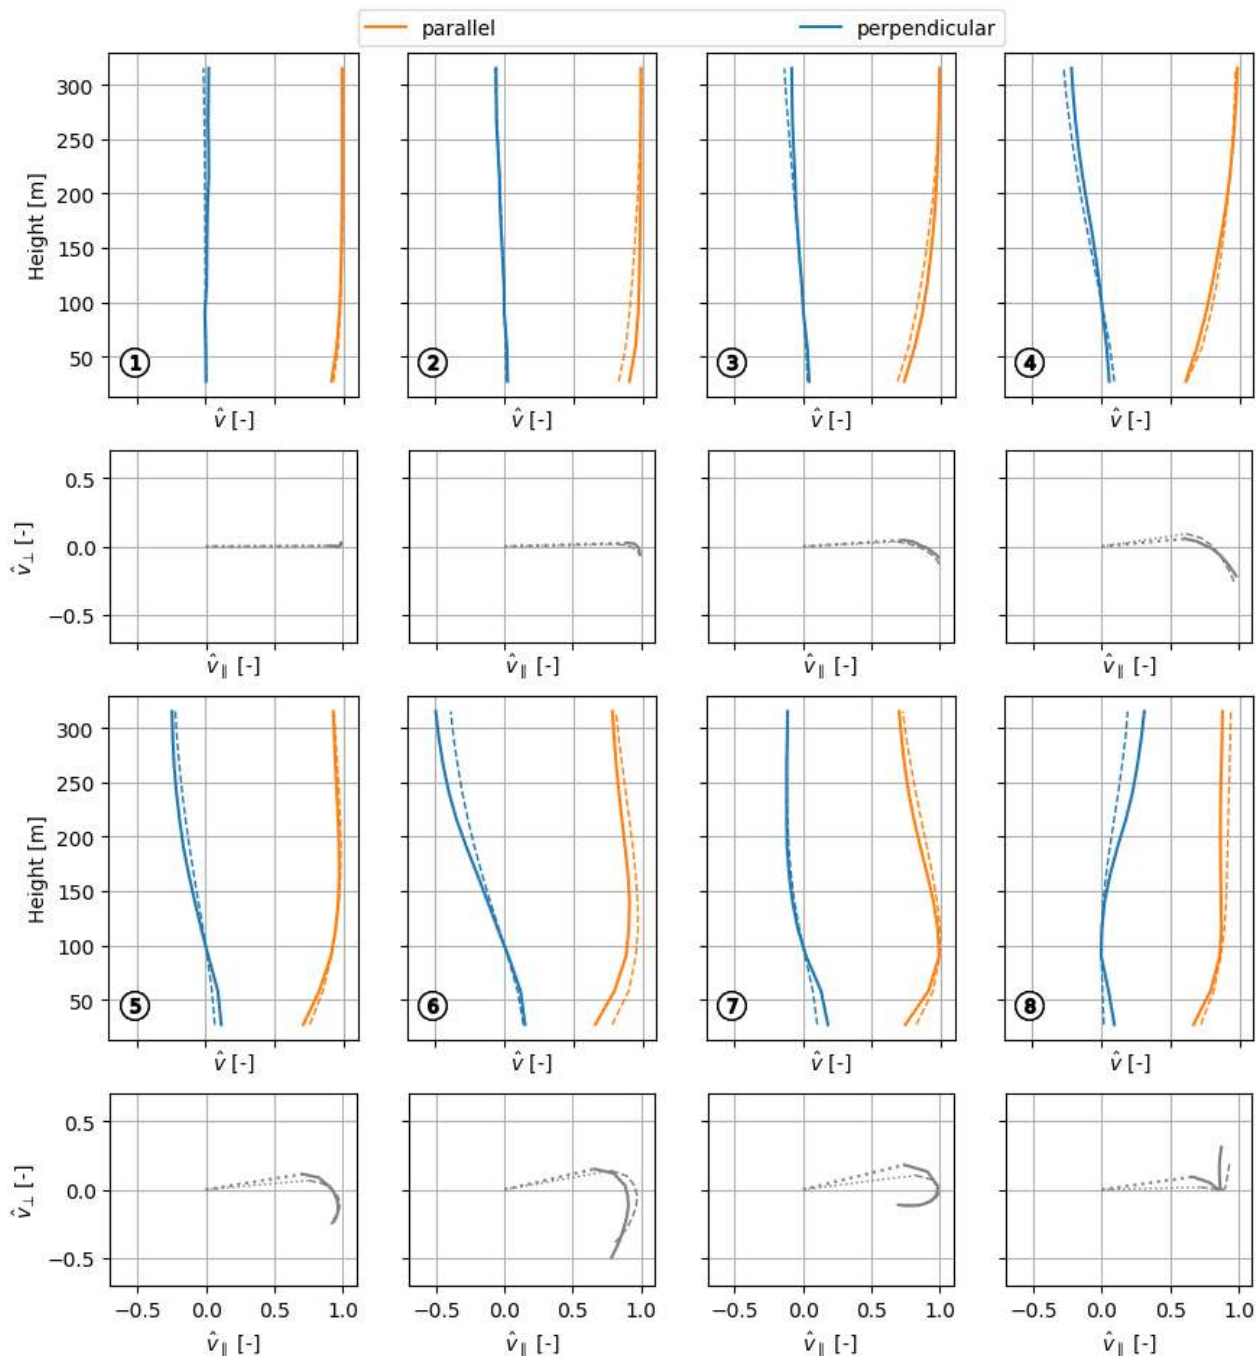 parallel perpendicular
300
250
200
150
100
50
Height [m]
1 2 3 4
v̂ [-] v̂ [-] v̂ [-] v̂ [-]
0.5
0.0
−0.5
v̂⊥ [-]
v̂∥ [-] v̂∥ [-] v̂∥ [-] v̂∥ [-]
300
250
200
150
100
50
Height [m]
5 6 7 8
v̂ [-] v̂ [-] v̂ [-] v̂ [-]
0.5
0.0
−0.5
v̂⊥ [-]
−0.5 0.0 0.5 1.0 −0.5 0.0 0.5 1.0 −0.5 0.0 0.5 1.0 −0.5 0.0 0.5 1.0
v̂∥ [-] v̂∥ [-] v̂∥ [-] v̂∥ [-]